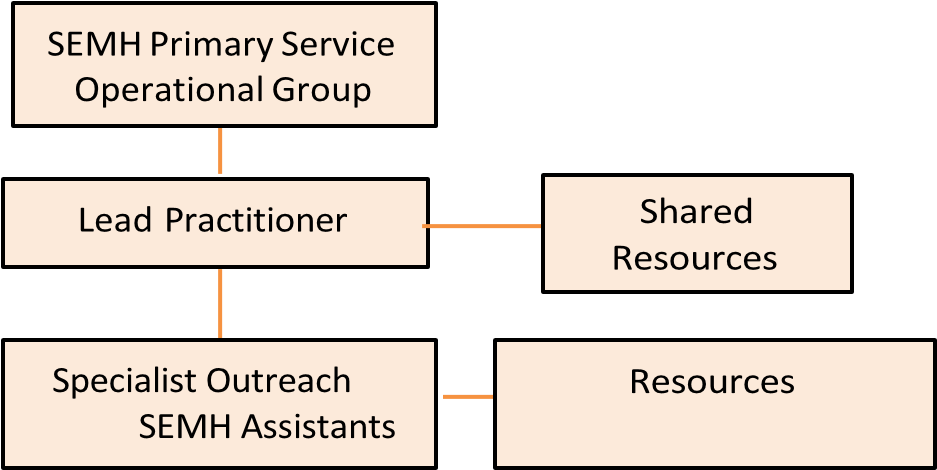 SEMH Primary Service
Operational Group
Lead Practitioner
Shared
Resources
Specialist Outreach
SEMH Assistants
Resources